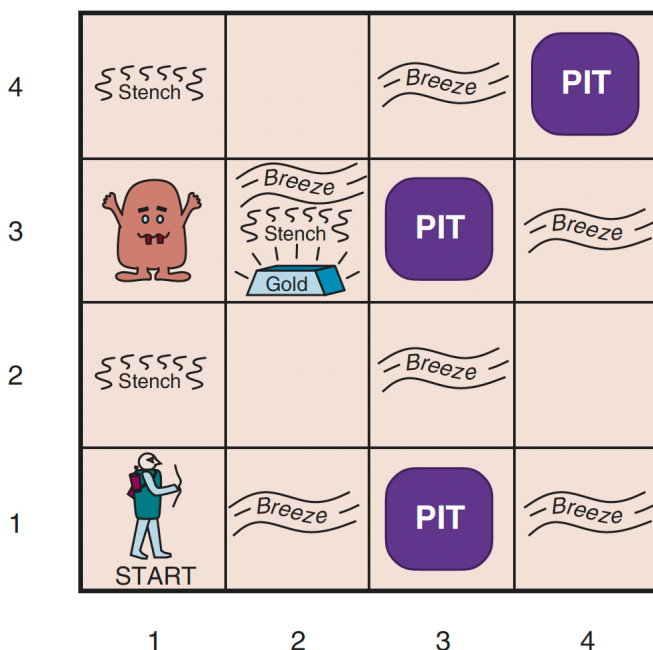 4
Stench
Breeze
PIT
3
Breeze
Stench
Gold
PIT
Breeze
2
Stench
Breeze
1
START
Breeze
PIT
Breeze
1 2 3 4